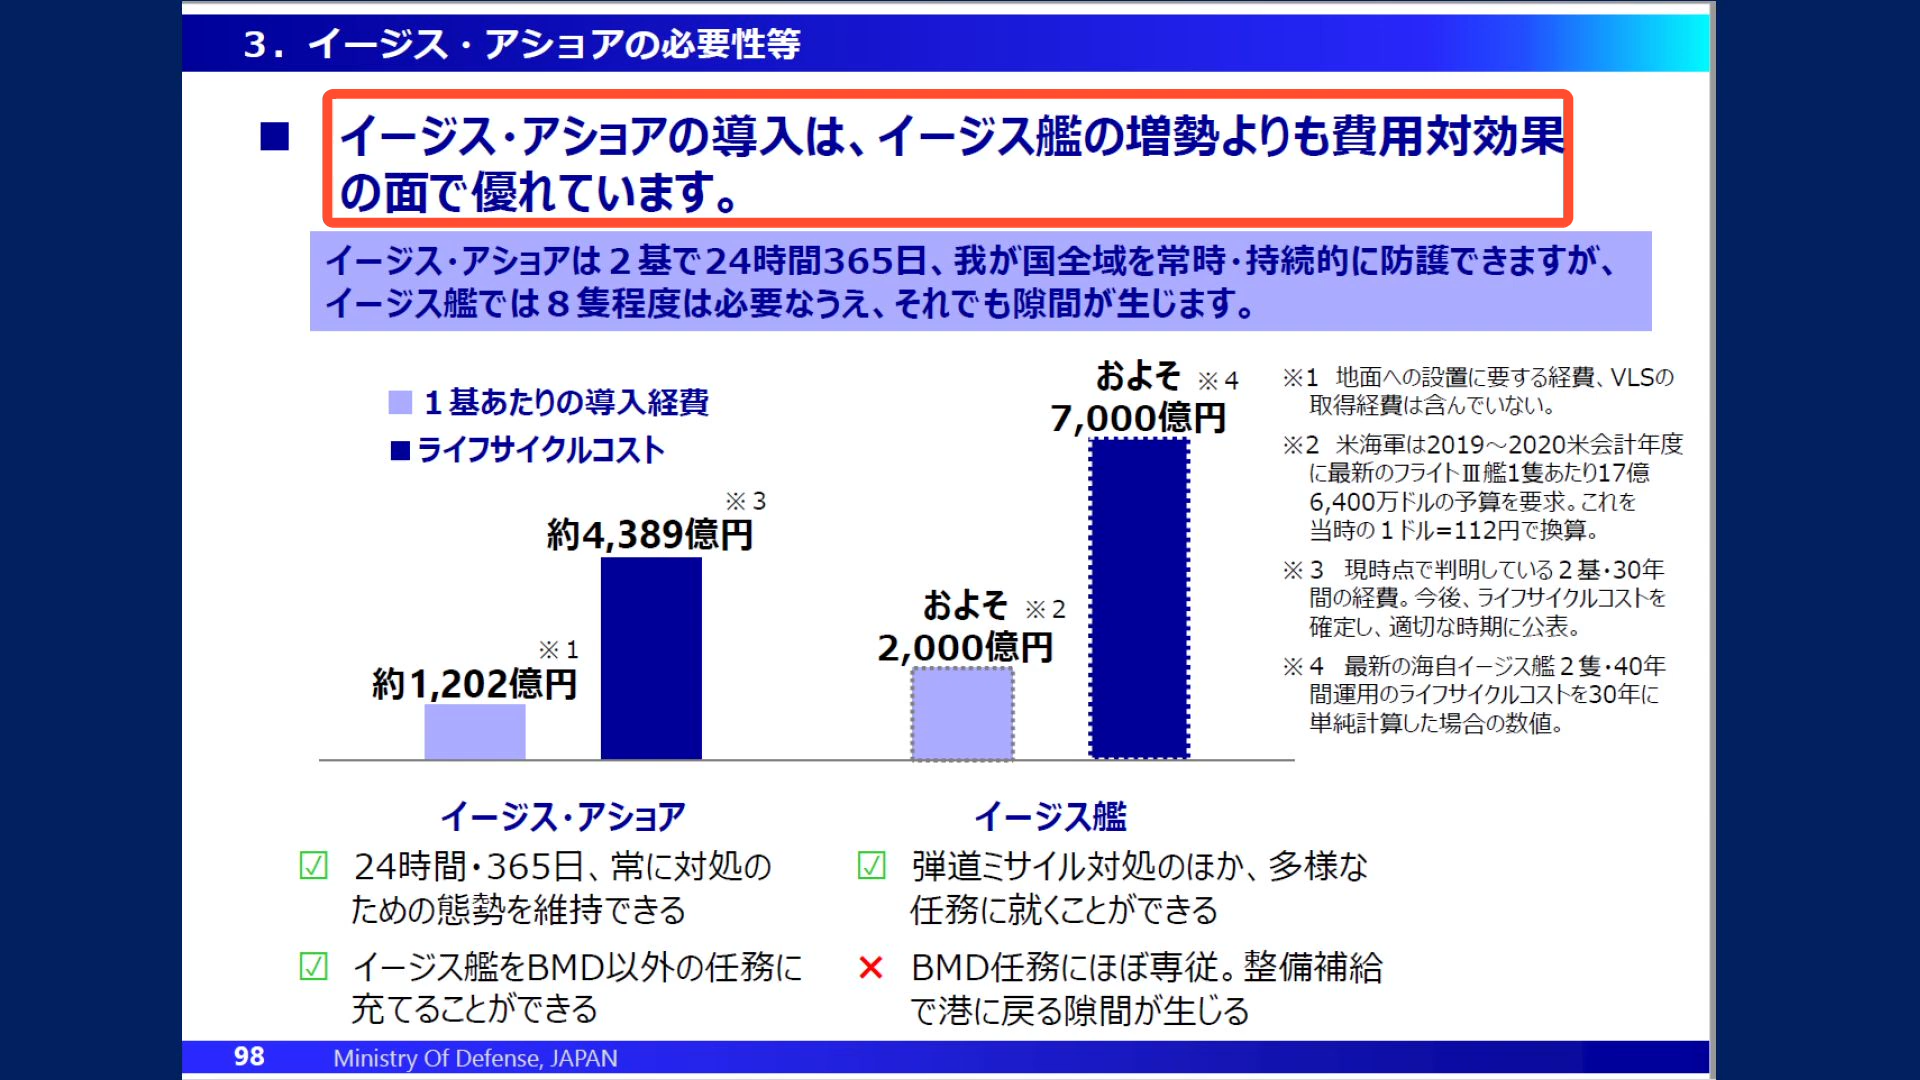 3．イージス・アショアの必要性等
■ イージス・アショアの導入は、イージス艦の増勢よりも費用対効果
の面で優れています。
イージス・アショアは２基で24時間365日、我が国全域を常時・持続的に防護できますが、
イージス艦では８隻程度は必要なうえ、それでも隙間が生じます。
１基あたりの導入経費
ライフサイクルコスト
※１
約1,202億円
※３
約4,389億円
およそ ※２
2,000億円
およそ ※４
7,000億円
※1 地面への設置に要する経費、VLSの
取得経費は含んでいない。
※2 米海軍は2019～2020米会計年度
に最新のフライトⅢ艦1隻あたり17億
6,400万ドルの予算を要求。これを
当時の１ドル=112円で換算。
※３ 現時点で判明している２基・30年
間の経費。今後、ライフサイクルコストを
確定し、適切な時期に公表。
※４ 最新の海自イージス艦２隻・40年
間運用のライフサイクルコストを30年に
単純計算した場合の数値。
イージス・アショア
☑ 24時間・365日、常に対処の
ための態勢を維持できる
☑ イージス艦をBMD以外の任務に
充てることができる
イージス艦
☑ 弾道ミサイル対処のほか、多様な
任務に就くことができる
× BMD任務にほぼ専従。整備補給
で港に戻る隙間が生じる
98 Ministry Of Defense, JAPAN